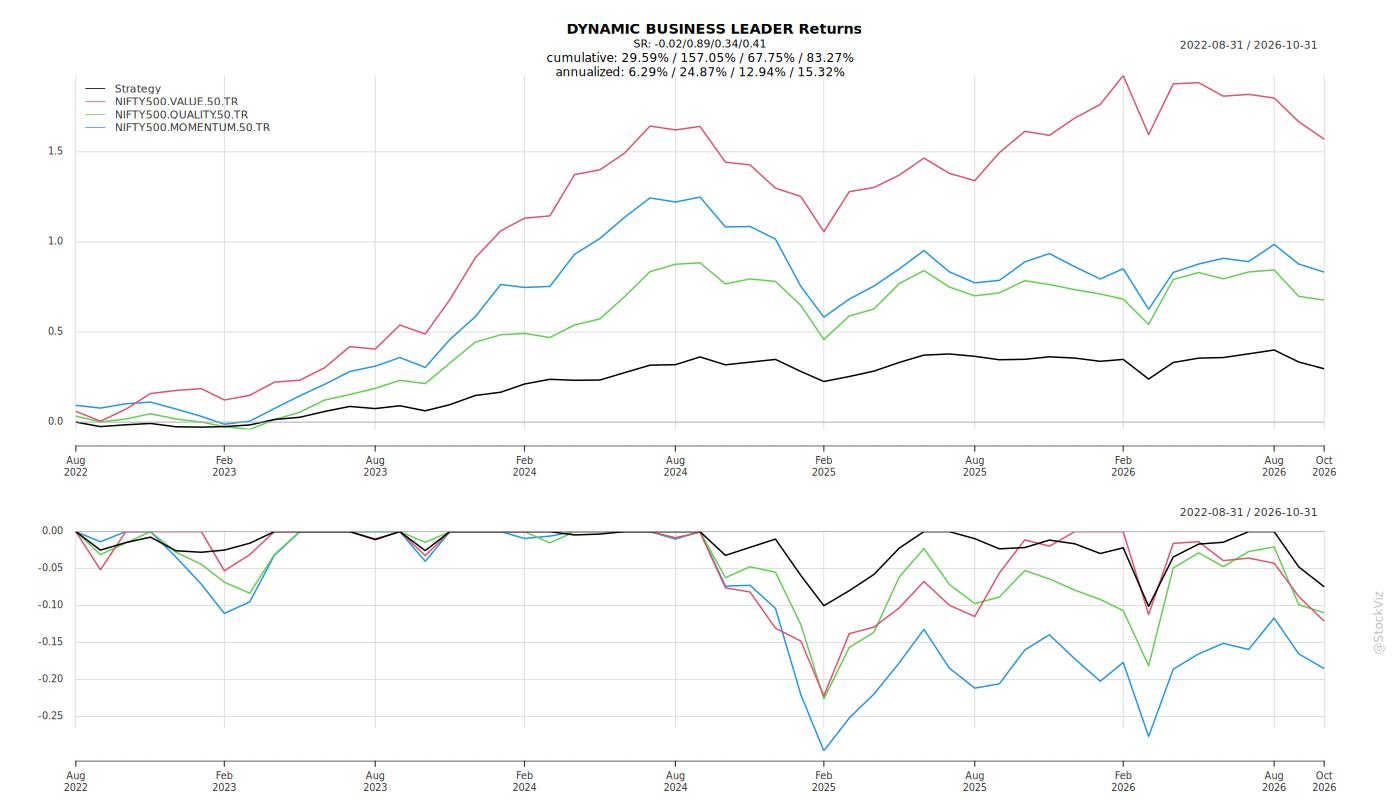 DYNAMIC BUSINESS LEADER Returns
SR: -0.02/0.89/0.34/0.41
cumulative: 29.59% / 157.05% / 67.75% / 83.27%
annualized: 6.29% / 24.87% / 12.94% / 15.32%
2022-08-31 / 2026-10-31
Strategy
NIFTY500.VALUE.50.TR
NIFTY500.QUALITY.50.TR
NIFTY500.MOMENTUM.50.TR
1.5
1.0
0.5
0.0
Aug Feb Aug Feb Aug Feb Aug Feb Aug Oct
2022 2023 2023 2024 2024 2025 2025 2026 2026 2026
2022-08-31 / 2026-10-31
0.00
-0.05
-0.10
-0.15
-0.20
-0.25
Aug Feb Aug Feb Aug Feb Aug Feb Aug Oct
2022 2023 2023 2024 2024 2025 2025 2026 2026 2026
@StockViz